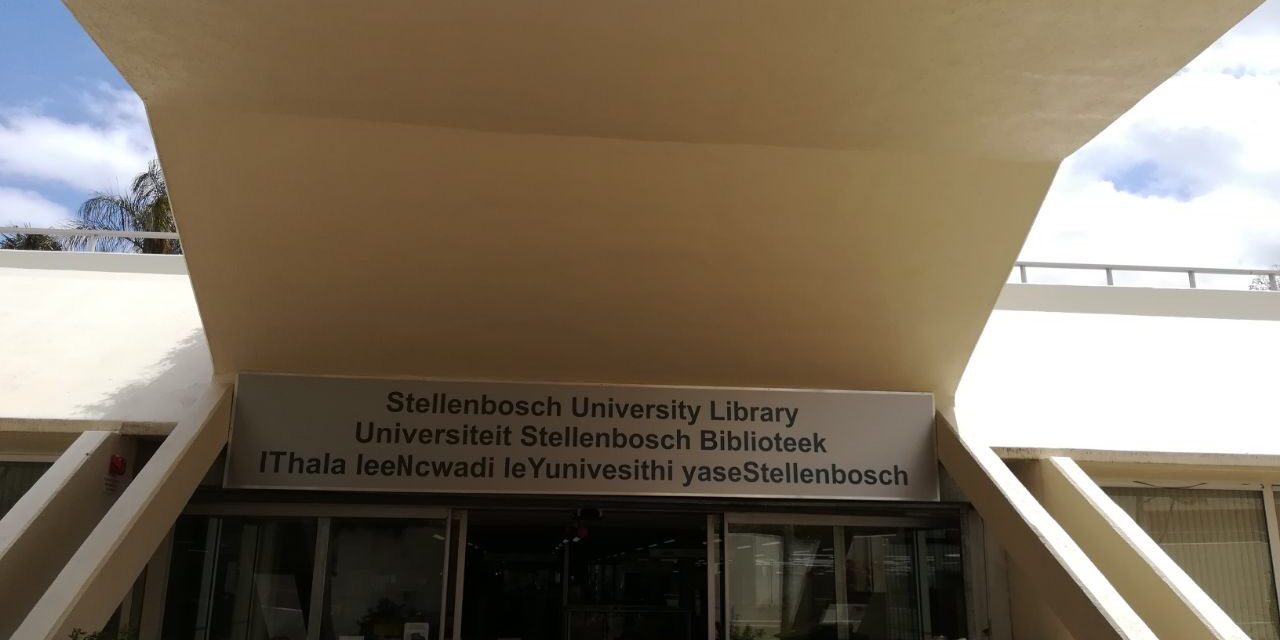 Stellenbosch University Library
Universiteit Stellenbosch Biblioteek
IThala leeNcwadi leYunivesithi yaseStellenbosch